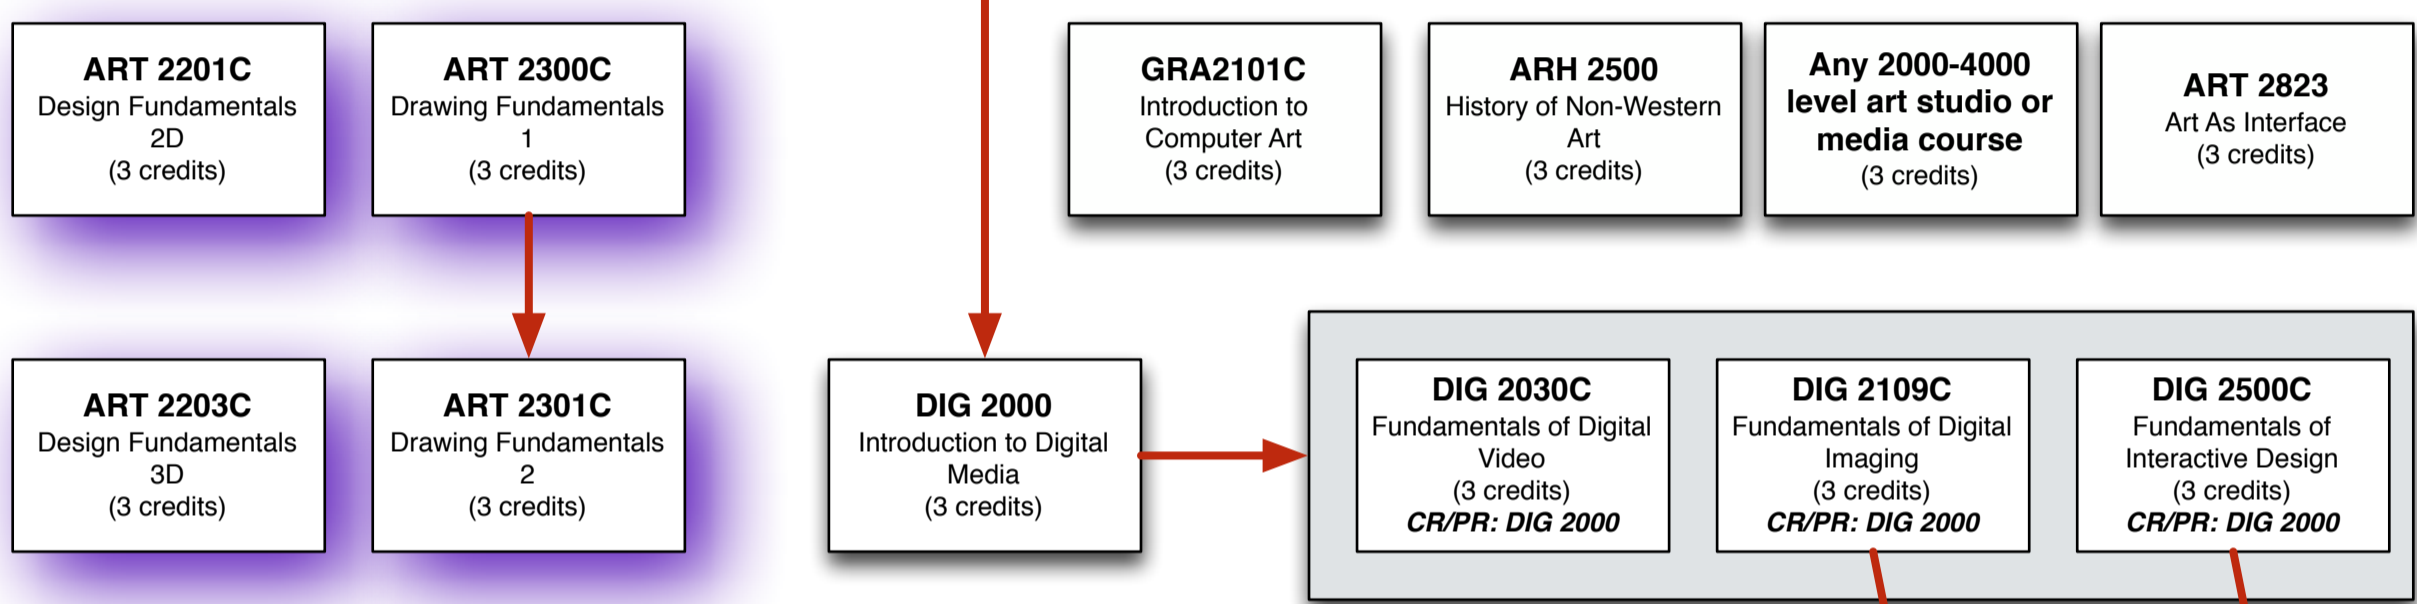 ART 2201C
Design Fundamentals
2D
(3 credits)
ART 2300C
Drawing Fundamentals
1
(3 credits)
GRA2101C
Introduction to
Computer Art
(3 credits)
ARH 2500
History of Non-Western
Art
(3 credits)
Any 2000-4000
level art studio or
media course
(3 credits)
ART 2823
Art As Interface
(3 credits)
ART 2203C
Design Fundamentals
3D
(3 credits)
ART 2301C
Drawing Fundamentals
2
(3 credits)
DIG 2000
Introduction to Digital
Media
(3 credits)
DIG 2030C
Fundamentals of Digital
Video
(3 credits)
CR/PR: DIG 2000
DIG 2109C
Fundamentals of Digital
Imaging
(3 credits)
CR/PR: DIG 2000
DIG 2500C
Fundamentals of
Interactive Design
(3 credits)
CR/PR: DIG 2000